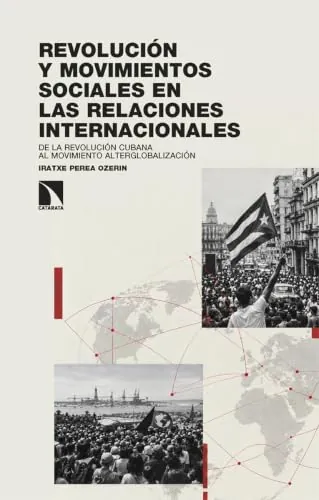 REVOLUCIÓN
Y MOVIMIENTOS
SOCIALES EN
LAS RELACIONES
INTERNACIONALES
DE LA REVOLUCIÓN CUBANA
AL MOVIMIENTO ALTERGLOBALIZACIÓN
IRATXE PEREA OZERIN
CATARATA